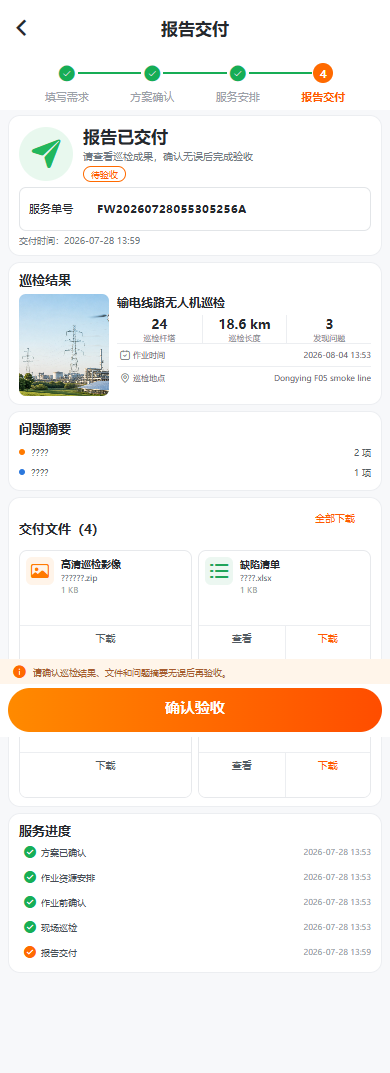 报告交付
4
填写需求 方案确认 服务安排 报告交付
报告已交付
请查看巡检成果，确认无误后完成验收
待验收
服务单号 FW20260728055305256A
交付时间：2026-07-28 13:59
巡检结果
输电线路无人机巡检
24 18.6 km 3
巡检杆塔 巡检长度 发现问题
作业时间 2026-08-04 13:53
巡检地点 Dongying F05 smoke line
问题摘要
???? 2 项
???? 1 项
全部下载
交付文件（4）
高清巡检影像 缺陷清单
??????.zip ????.xlsx
1 KB 1 KB
下载 查看 下载
请确认巡检结果、文件和问题摘要无误后再验收。
确认验收
下载 查看 下载
服务进度
方案已确认 2026-07-28 13:53
作业资源安排 2026-07-28 13:53
作业前确认 2026-07-28 13:53
现场巡检 2026-07-28 13:53
报告交付 2026-07-28 13:59